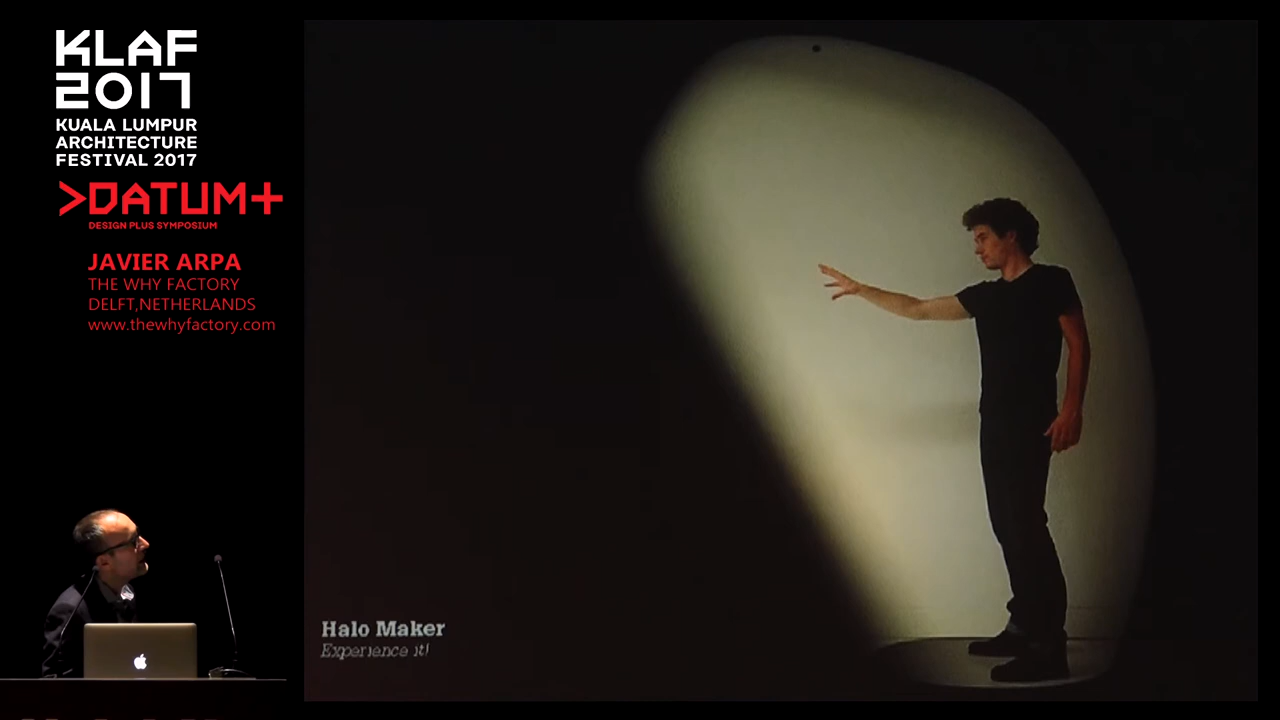 KLAF
2017
KUALA LUMPUR
ARCHITECTURE
FESTIVAL 2017
>DATUM+
DESIGN PLUS SYMPOSIUM
JAVIER ARPA
THE WHY FACTORY
DELFT,NETHERLANDS
www.thewhyfactory.com
Halo Maker
Experience it!